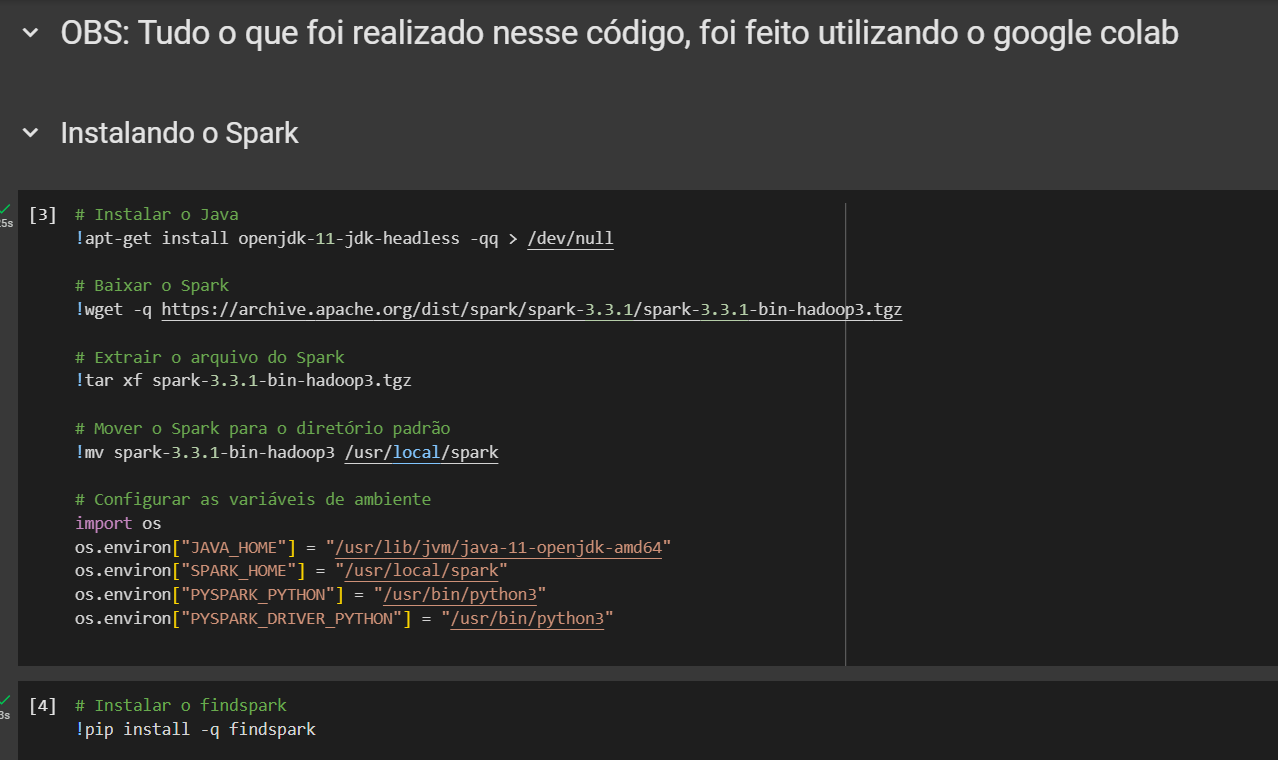 OBS: Tudo o que foi realizado nesse código, foi feito utilizando o google colab
Instalando o Spark
[3] # Instalar o Java
!apt-get install openjdk-11-jdk-headless -qq > /dev/null
# Baixar o Spark
!wget -q https://archive.apache.org/dist/spark/spark-3.3.1/spark-3.3.1-bin-hadoop3.tgz
# Extrair o arquivo do Spark
!tar xf spark-3.3.1-bin-hadoop3.tgz
# Mover o Spark para o diretório padrão
!mv spark-3.3.1-bin-hadoop3 /usr/local/spark
# Configurar as variáveis de ambiente
import os
os.environ["JAVA_HOME"] = "/usr/lib/jvm/java-11-openjdk-amd64"
os.environ["SPARK_HOME"] = "/usr/local/spark"
os.environ["PYSPARK_PYTHON"] = "/usr/bin/python3"
os.environ["PYSPARK_DRIVER_PYTHON"] = "/usr/bin/python3"
[4] # Instalar o findspark
!pip install -q findspark